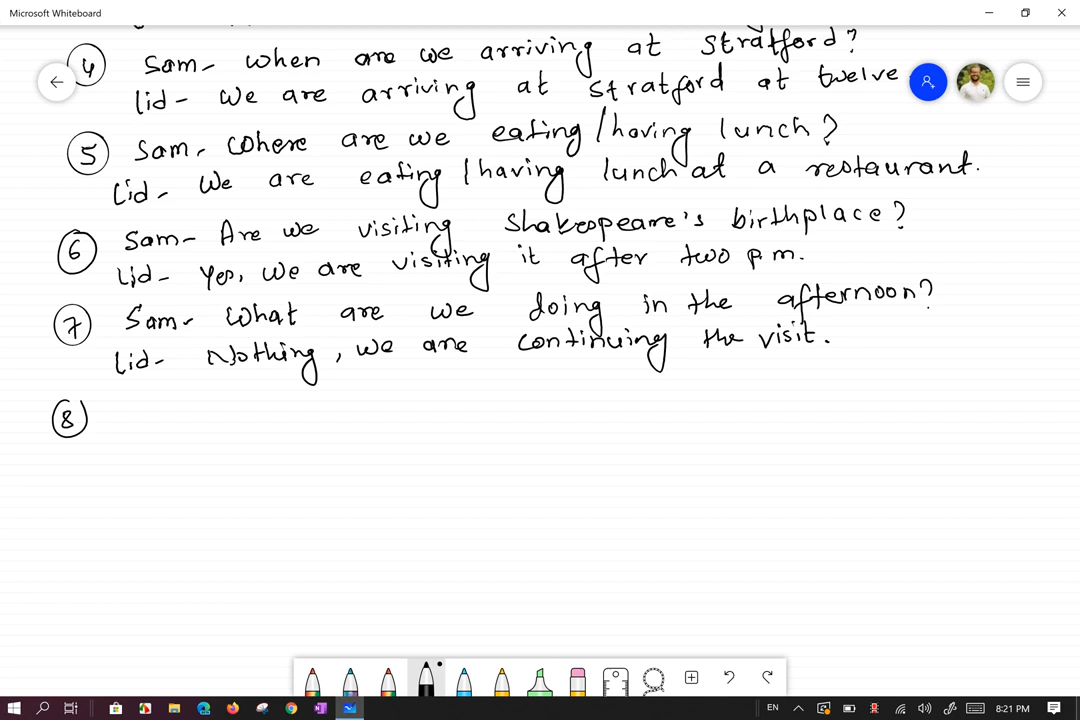 Microsoft Whiteboard
4 Sam- When are we arriving at Stratford?
Lid- We are arriving at Stratford at twelve
5 Sam- Where are we eating/having lunch?
Lid- We are eating/having lunch at a restaurant.
6 Sam- Are we visiting Shakespeare's birthplace?
Lid- Yes, we are visiting it after two p.m.
7 Sam- What are we doing in the afternoon?
Lid- Nothing, we are continuing the visit.
8
EN 8:21 PM